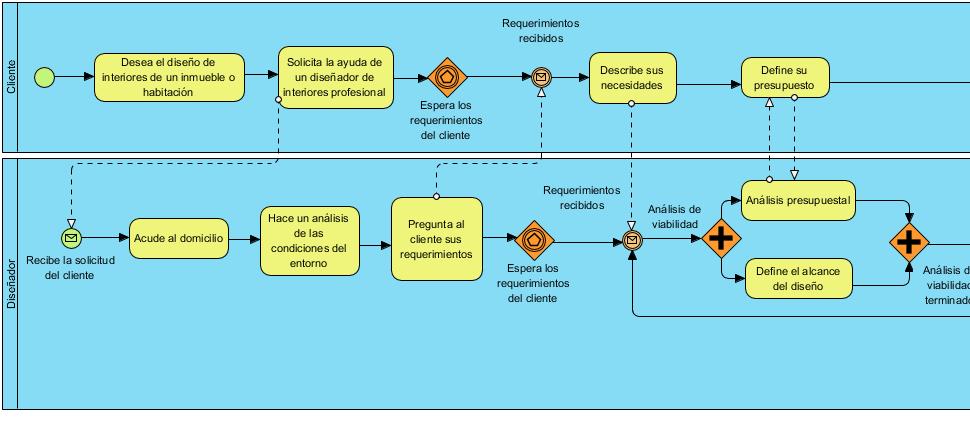 Cliente
Desea el diseño de
interiores de un inmueble o
habitación
Solicita la ayuda de
un diseñador de
interiores profesional
Espera los
requerimientos
del cliente
Requerimientos
recibidos
Describe sus
necesidades
Define su
presupuesto
Diseñador
Recibe la solicitud
del cliente
Acude al domicilio
Hace un análisis
de las
condiciones del
entorno
Pregunta al
cliente sus
requerimientos
Espera los
requerimientos
del cliente
Requerimientos
recibidos
Análisis de
viabilidad
Análisis presupuestal
Define el alcance
del diseño
Análisis d
viabilidad
terminado